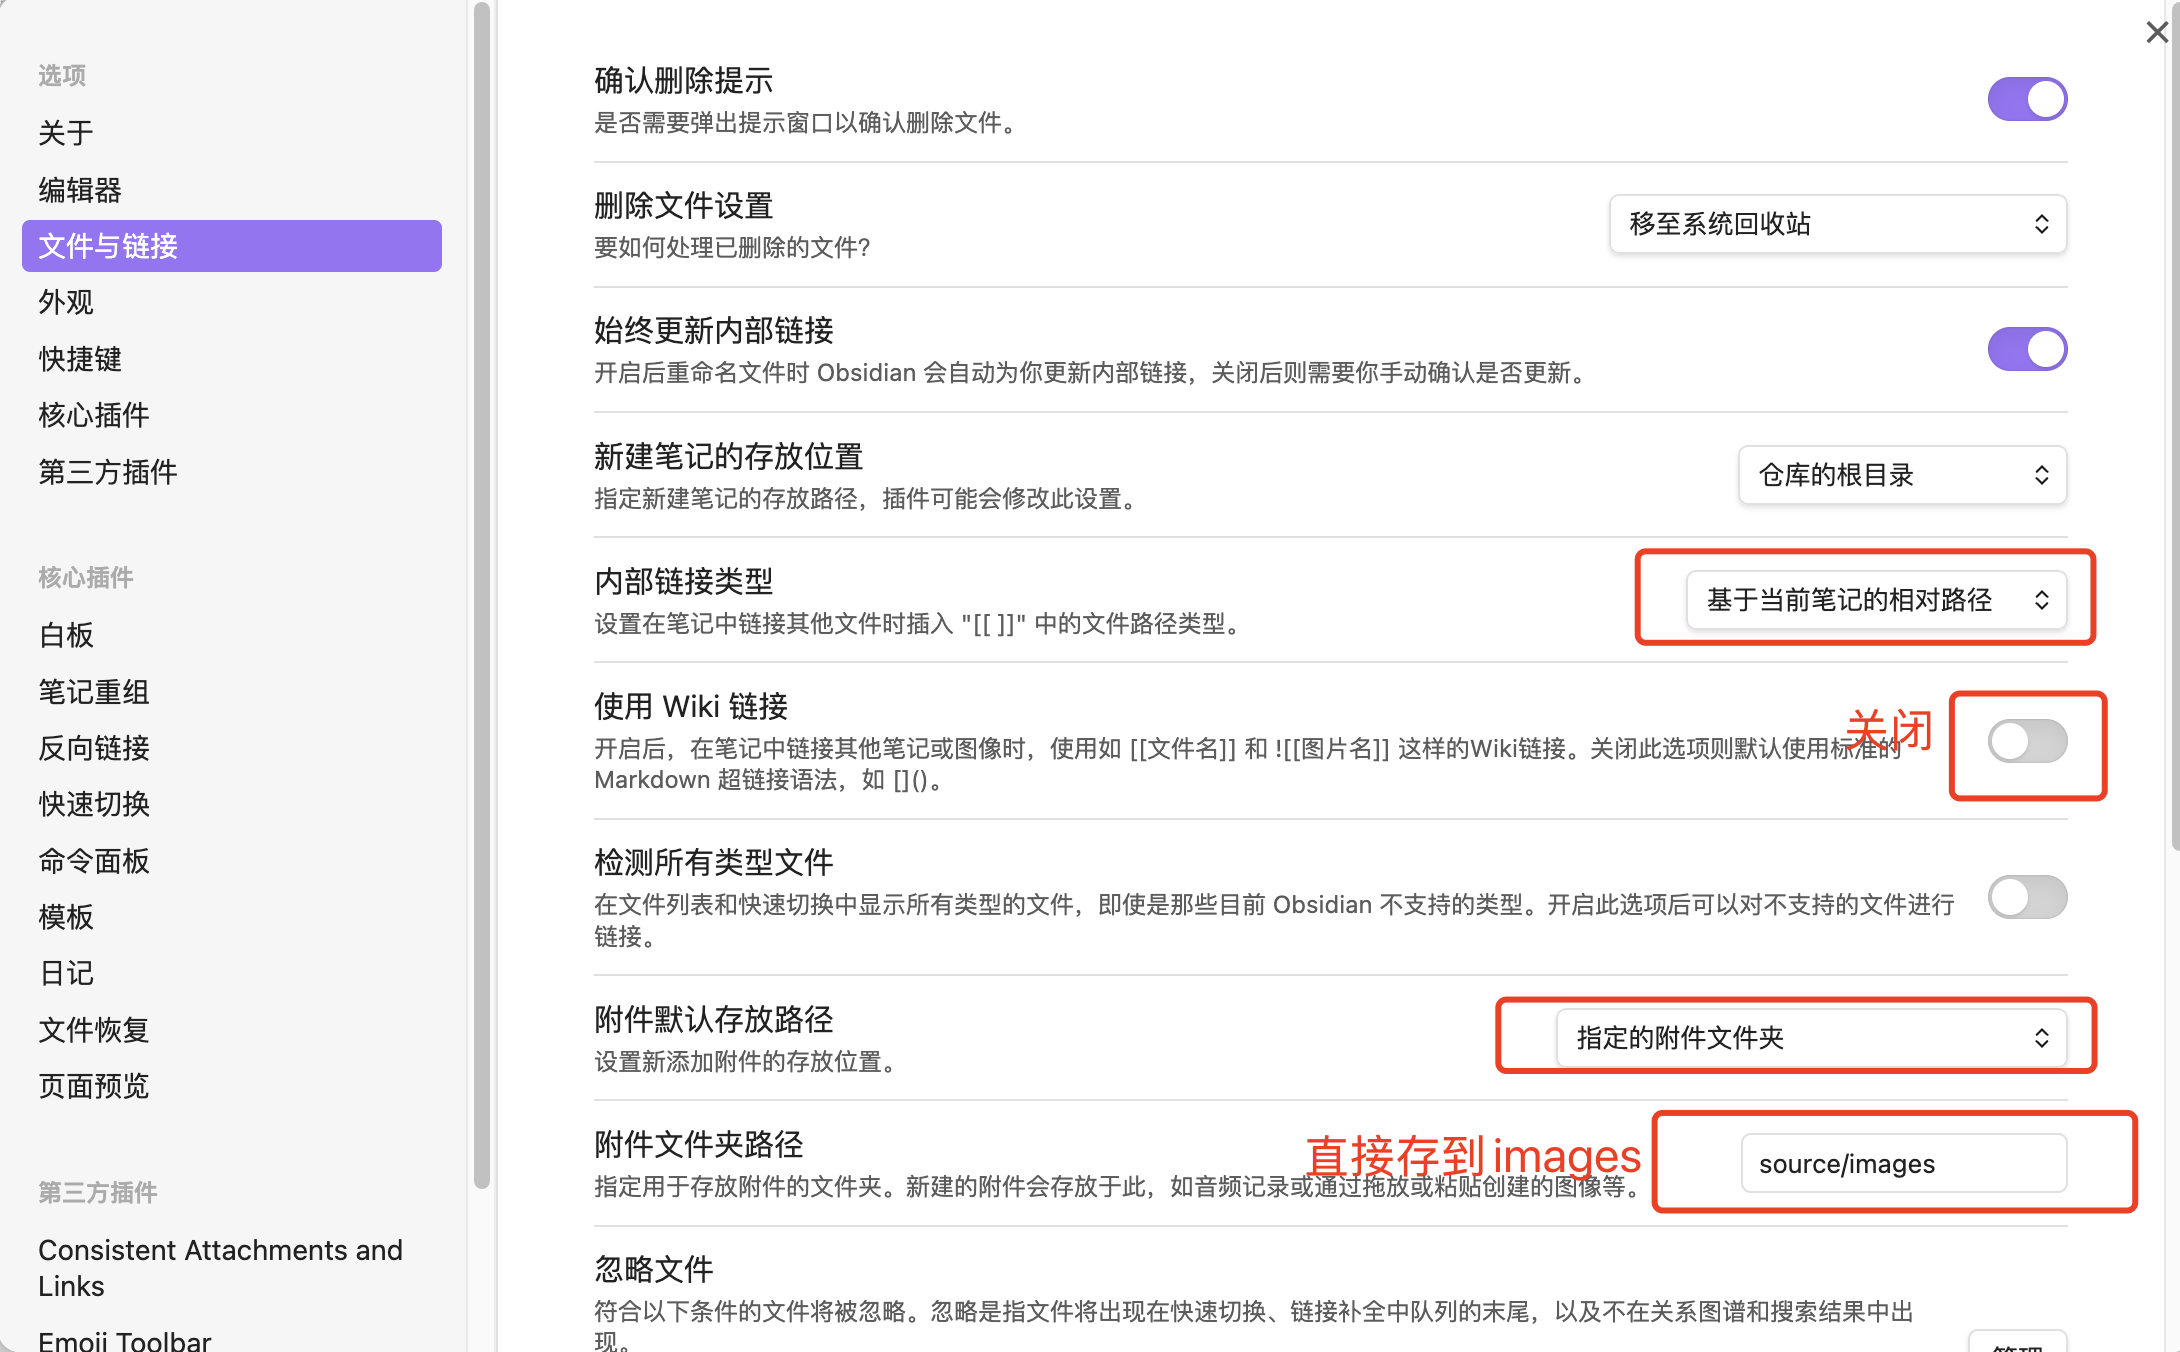 选项
关于
编辑器
文件与链接
外观
快捷键
核心插件
第三方插件
核心插件
白板
笔记重组
反向链接
快速切换
命令面板
模板
日记
文件恢复
页面预览
第三方插件
Consistent Attachments and
Links
Emoji Toolbar
确认删除提示
是否需要弹出提示窗口以确认删除文件。
删除文件设置
要如何处理已删除的文件?
移至系统回收站
始终更新内部链接
开启后重命名文件时 Obsidian 会自动为你更新内部链接，关闭后则需要你手动确认是否更新。
新建笔记的存放位置
指定新建笔记的存放路径，插件可能会修改此设置。
仓库的根目录
内部链接类型
设置在笔记中链接其他文件时插入 "[[ ]]" 中的文件路径类型。
基于当前笔记的相对路径
使用 Wiki 链接
开启后，在笔记中链接其他笔记或图像时，使用如 [[文件名]] 和 ![[图片名]] 这样的Wiki链接。关闭此选项则默认使用标准的
Markdown 超链接语法，如 []()。
关闭
检测所有类型文件
在文件列表和快速切换中显示所有类型的文件，即使是那些目前 Obsidian 不支持的类型。开启此选项后可以对不支持的文件进行
链接。
附件默认存放路径
设置新添加附件的存放位置。
指定的附件文件夹
附件文件夹路径
指定用于存放附件的文件夹。新建的附件会存放于此，如音频记录或通过拖放或粘贴创建的图像等。
直接存到images
source/images
忽略文件
符合以下条件的文件将被忽略。忽略是指文件将出现在快速切换、链接补全中队列的末尾，以及不在关系图谱和搜索结果中出
现。
管理